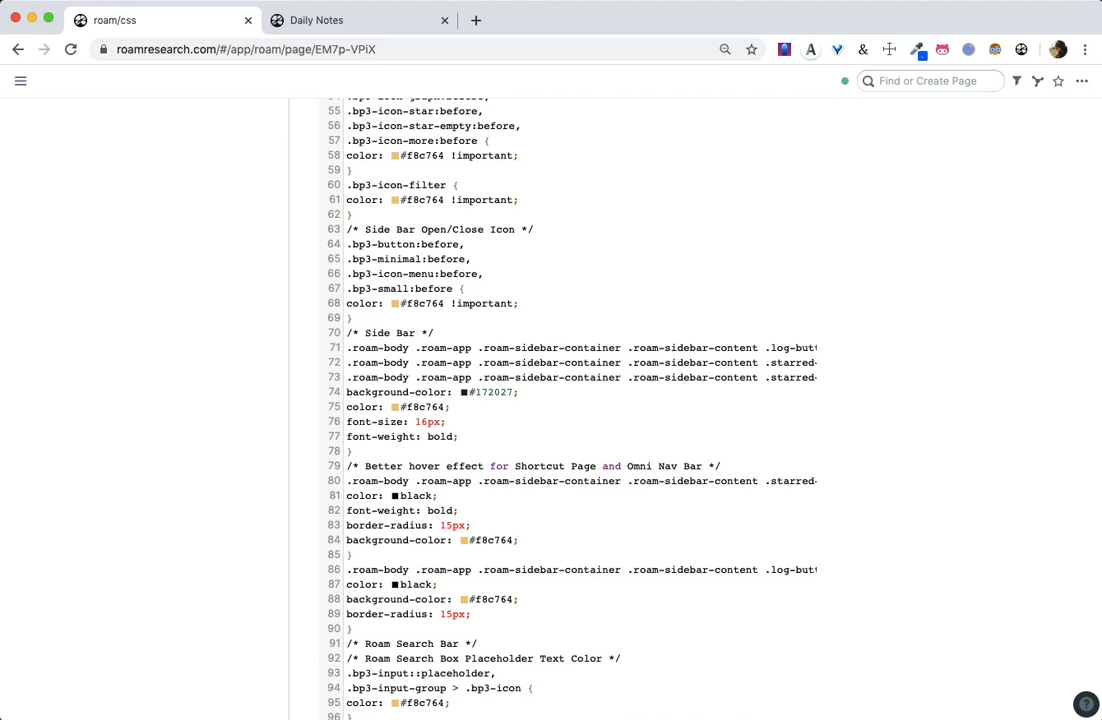 roam/css
Daily Notes
roamresearch.com/#/app/roam/page/EM7p-VPiX
Find or Create Page
55 .bp3-icon-star:before,
56 .bp3-icon-star-empty:before,
57 .bp3-icon-more:before {
58 color: #f8c764 !important;
59 }
60 .bp3-icon-filter {
61 color: #f8c764 !important;
62 }
63 /* Side Bar Open/Close Icon */
64 .bp3-button:before,
65 .bp3-minimal:before,
66 .bp3-icon-menu:before,
67 .bp3-small:before {
68 color: #f8c764 !important;
69 }
70 /* Side Bar */
71 .roam-body .roam-app .roam-sidebar-container .roam-sidebar-content .log-butt
72 .roam-body .roam-app .roam-sidebar-container .roam-sidebar-content .starred-
73 .roam-body .roam-app .roam-sidebar-container .roam-sidebar-content .starred-
74 background-color: #172027;
75 color: #f8c764;
76 font-size: 16px;
77 font-weight: bold;
78 }
79 /* Better hover effect for Shortcut Page and Omni Nav Bar */
80 .roam-body .roam-app .roam-sidebar-container .roam-sidebar-content .starred-
81 color: black;
82 font-weight: bold;
83 border-radius: 15px;
84 background-color: #f8c764;
85 }
86 .roam-body .roam-app .roam-sidebar-container .roam-sidebar-content .log-butt
87 color: black;
88 background-color: #f8c764;
89 border-radius: 15px;
90 }
91 /* Roam Search Bar */
92 /* Roam Search Box Placeholder Text Color */
93 .bp3-input::placeholder,
94 .bp3-input-group > .bp3-icon {
95 color: #f8c764;
96 }